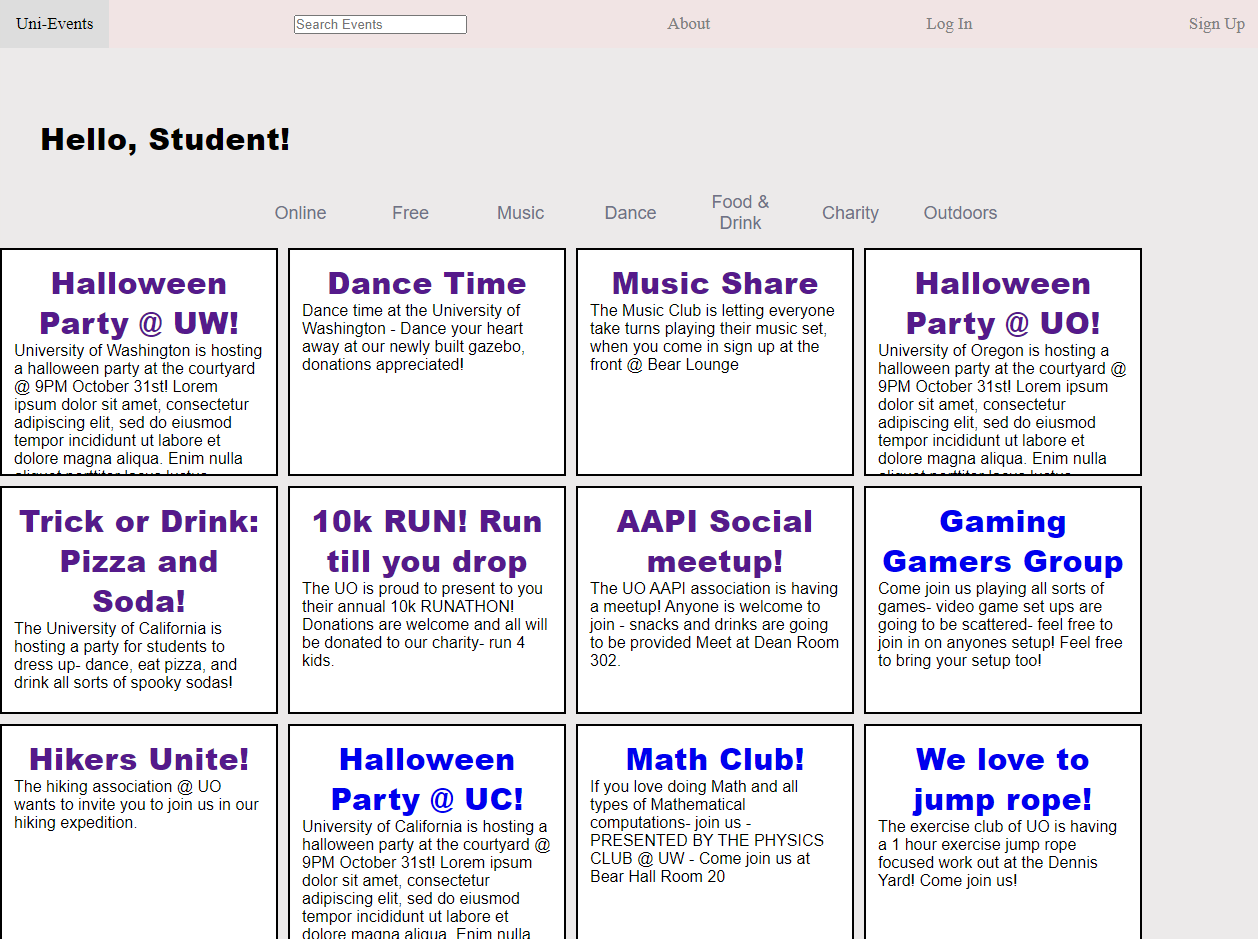 Uni-Events
Search Events
About
Log In
Sign Up
Hello, Student!
Online
Free
Music
Dance
Food &
Drink
Charity
Outdoors
Halloween
Party @ UW!
University of Washington is hosting
a halloween party at the courtyard
@ 9PM October 31st! Lorem
ipsum dolor sit amet, consectetur
adipiscing elit, sed do eiusmod
tempor incididunt ut labore et
dolore magna aliqua. Enim nulla
Dance Time
Dance time at the University of
Washington - Dance your heart
away at our newly built gazebo,
donations appreciated!
Music Share
The Music Club is letting everyone
take turns playing their music set,
when you come in sign up at the
front @ Bear Lounge
Halloween
Party @ UO!
University of Oregon is hosting a
halloween party at the courtyard @
9PM October 31st! Lorem ipsum
dolor sit amet, consectetur
adipiscing elit, sed do eiusmod
tempor incididunt ut labore et
dolore magna aliqua. Enim nulla
Trick or Drink:
Pizza and
Soda!
The University of California is
hosting a party for students to
dress up- dance, eat pizza, and
drink all sorts of spooky sodas!
10k RUN! Run
till you drop
The UO is proud to present to you
their annual 10k RUNATHON!
Donations are welcome and all will
be donated to our charity- run 4
kids.
AAPI Social
meetup!
The UO AAPI association is having
a meetup! Anyone is welcome to
join - snacks and drinks are going
to be provided Meet at Dean Room
302.
Gaming
Gamers Group
Come join us playing all sorts of
games- video game set ups are
going to be scattered- feel free to
join in on anyones setup! Feel free
to bring your setup too!
Hikers Unite!
The hiking association @ UO
wants to invite you to join us in our
hiking expedition.
Halloween
Party @ UC!
University of California is hosting a
halloween party at the courtyard @
9PM October 31st! Lorem ipsum
dolor sit amet, consectetur
adipiscing elit, sed do eiusmod
tempor incididunt ut labore et
dolore magna aliqua. Enim nulla
Math Club!
If you love doing Math and all
types of Mathematical
computations- join us -
PRESENTED BY THE PHYSICS
CLUB @ UW - Come join us at
Bear Hall Room 20
We love to
jump rope!
The exercise club of UO is having
a 1 hour exercise jump rope
focused work out at the Dennis
Yard! Come join us!